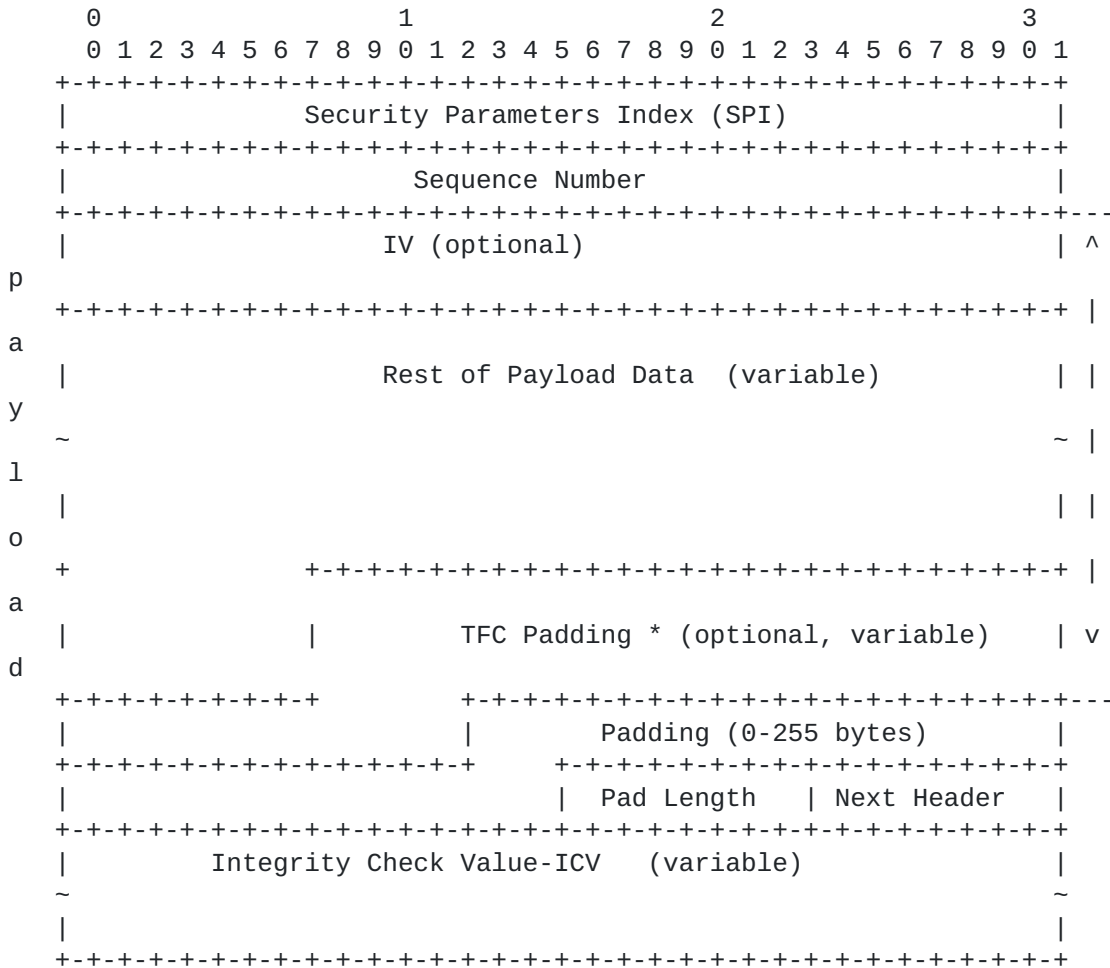 0                   1                   2                   3
0 1 2 3 4 5 6 7 8 9 0 1 2 3 4 5 6 7 8 9 0 1 2 3 4 5 6 7 8 9 0 1
+-+-+-+-+-+-+-+-+-+-+-+-+-+-+-+-+-+-+-+-+-+-+-+-+-+-+-+-+-+-+-+-+
|               Security Parameters Index (SPI)                 |
+-+-+-+-+-+-+-+-+-+-+-+-+-+-+-+-+-+-+-+-+-+-+-+-+-+-+-+-+-+-+-+-+
|                      Sequence Number                          |
+-+-+-+-+-+-+-+-+-+-+-+-+-+-+-+-+-+-+-+-+-+-+-+-+-+-+-+-+-+-+-+-+---
|                    IV (optional)                              | ^
p
+-+-+-+-+-+-+-+-+-+-+-+-+-+-+-+-+-+-+-+-+-+-+-+-+-+-+-+-+-+-+-+-+ |
a
|                    Rest of Payload Data  (variable)           | |
y
~                                                               ~ |
l
|                                                               | |
o
+               +-+-+-+-+-+-+-+-+-+-+-+-+-+-+-+-+-+-+-+-+-+-+-+-+ |
a
|               |         TFC Padding * (optional, variable)    | v
d
+-+-+-+-+-+-+-+-+         +-+-+-+-+-+-+-+-+-+-+-+-+-+-+-+-+-+-+-+---
|                         |        Padding (0-255 bytes)        |
+-+-+-+-+-+-+-+-+-+-+-+-+-+     +-+-+-+-+-+-+-+-+-+-+-+-+-+-+-+-+
|                               |  Pad Length   | Next Header   |
+-+-+-+-+-+-+-+-+-+-+-+-+-+-+-+-+-+-+-+-+-+-+-+-+-+-+-+-+-+-+-+-+
|         Integrity Check Value-ICV   (variable)                |
~                                                               ~
|                                                               |
+-+-+-+-+-+-+-+-+-+-+-+-+-+-+-+-+-+-+-+-+-+-+-+-+-+-+-+-+-+-+-+-+